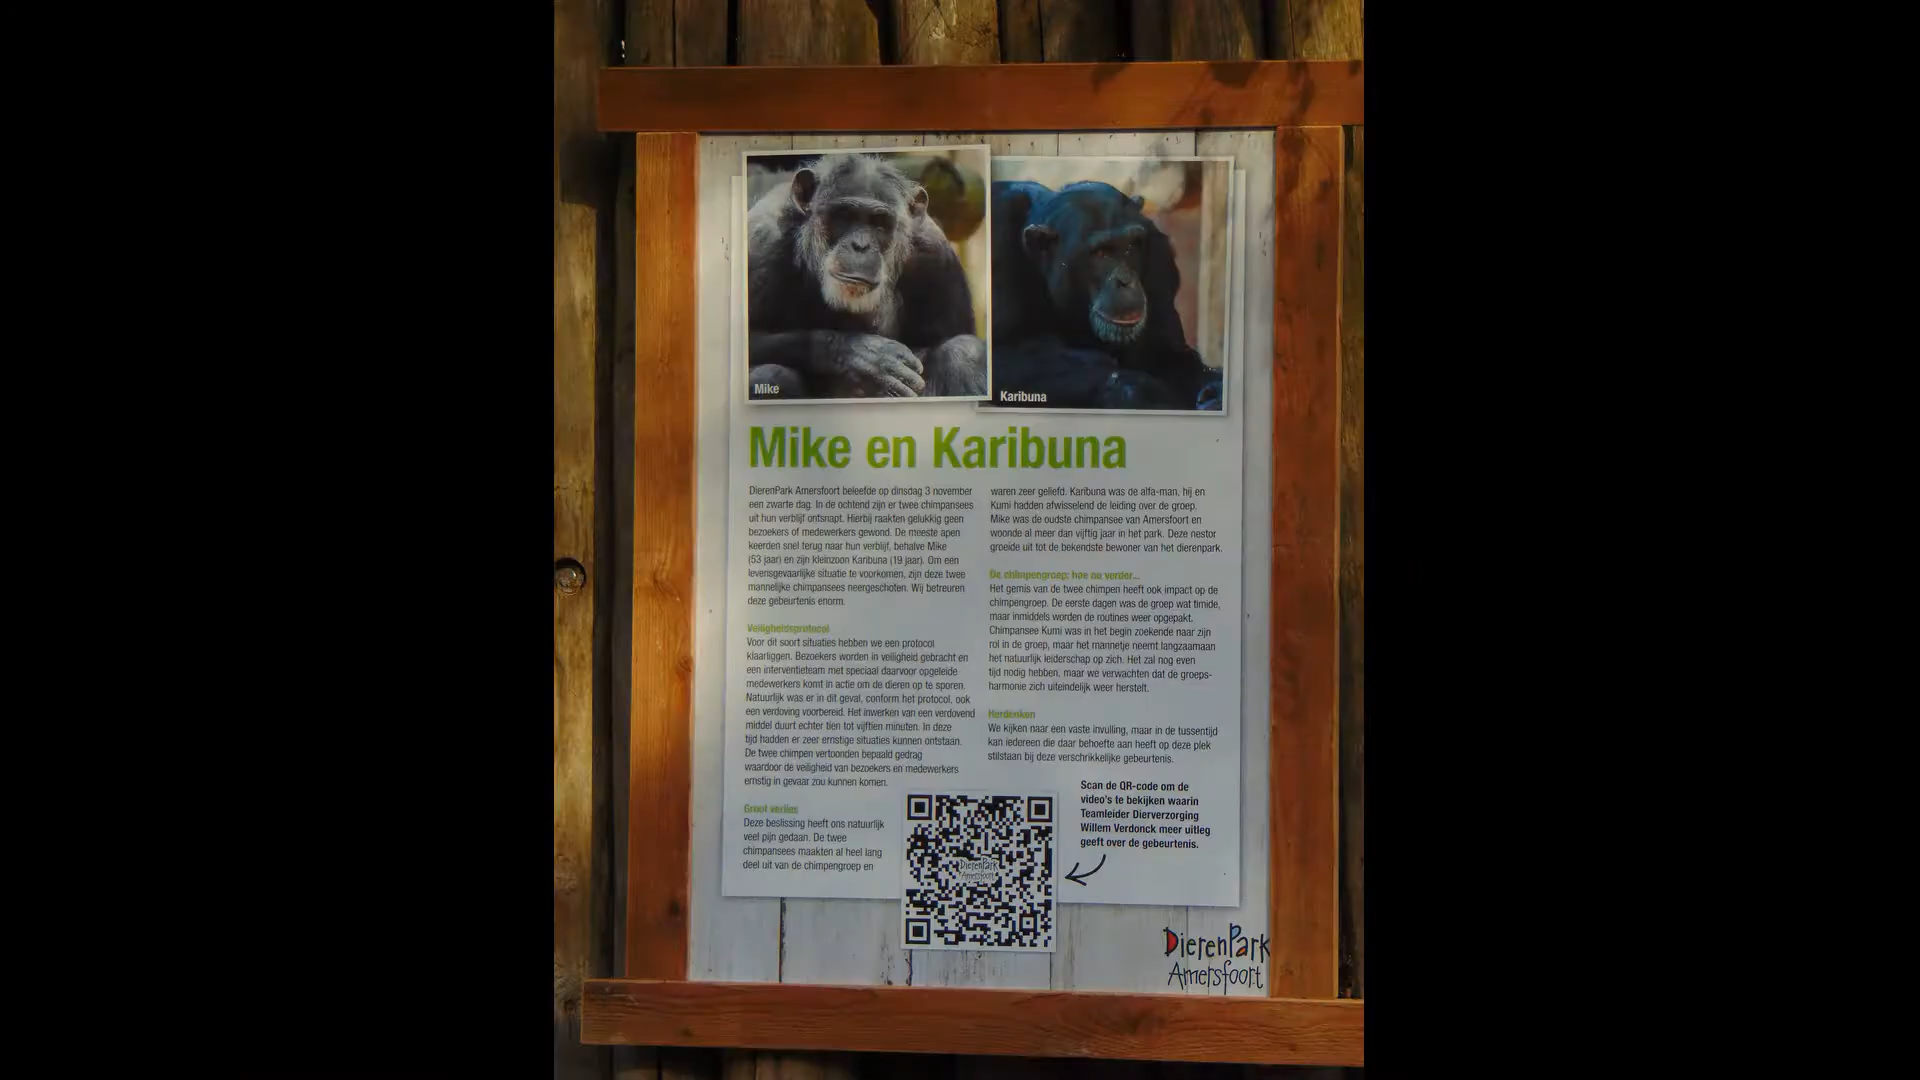 Mike
Karibuna
Mike en Karibuna
DierenPark Amersfoort beleefde op dinsdag 3 november
een zwarte dag. In de ochtend zijn er twee chimpansees
uit hun verblijf ontsnapt. Hierbij raakten gelukkig geen
bezoekers of medewerkers gewond. De meeste apen
keerden snel terug naar hun verblijf, behalve Mike
(53 jaar) en zijn kleinzoon Karibuna (19 jaar). Om een
levensgevaarlijke situatie te voorkomen, zijn deze twee
mannelijke chimpansees neergeschoten. Wij betreuren
deze gebeurtenis enorm.
Veiligheidsprotocol
Voor dit soort situaties hebben we een protocol
klaarliggen. Bezoekers worden in veiligheid gebracht en
een interventieteam met speciaal daarvoor opgeleide
medewerkers komt in actie om de dieren op te sporen.
Natuurlijk was er in dit geval, conform het protocol, ook
een verdoving voorbereid. Het inwerken van een verdovend
middel duurt echter tien tot vijftien minuten. In deze
tijd hadden er zeer ernstige situaties kunnen ontstaan.
De twee chimpen vertoonden bepaald gedrag
waardoor de veiligheid van bezoekers en medewerkers
ernstig in gevaar zou kunnen komen.
Groot verlies
Deze beslissing heeft ons natuurlijk
veel pijn gedaan. De twee
chimpansees maakten al heel lang
deel uit van de chimpengroep en
waren zeer geliefd. Karibuna was de alfa-man, hij en
Kumi hadden afwisselend de leiding over de groep.
Mike was de oudste chimpansee van Amersfoort en
woonde al meer dan vijftig jaar in het park. Deze nestor
groeide uit tot de bekendste bewoner van het dierenpark.
De chimpengroep; hoe nu verder...
Het gemis van de twee chimpen heeft ook impact op de
chimpengroep. De eerste dagen was de groep wat timide,
maar inmiddels worden de routines weer opgepakt.
Chimpansee Kumi was in het begin zoekende naar zijn
rol in de groep, maar het mannetje neemt langzaamaan
het natuurlijk leiderschap op zich. Het zal nog even
tijd nodig hebben, maar we verwachten dat de groeps-
harmonie zich uiteindelijk weer herstelt.
Herdenken
We kijken naar een vaste invulling, maar in de tussentijd
kan iedereen die daar behoefte aan heeft op deze plek
stilstaan bij deze verschrikkelijke gebeurtenis.
Scan de QR-code om de
video's te bekijken waarin
Teamleider Dierverzorging
Willem Verdonck meer uitleg
geeft over de gebeurtenis.
DierenPark
Amersfoort
DierenPark
Amersfoort